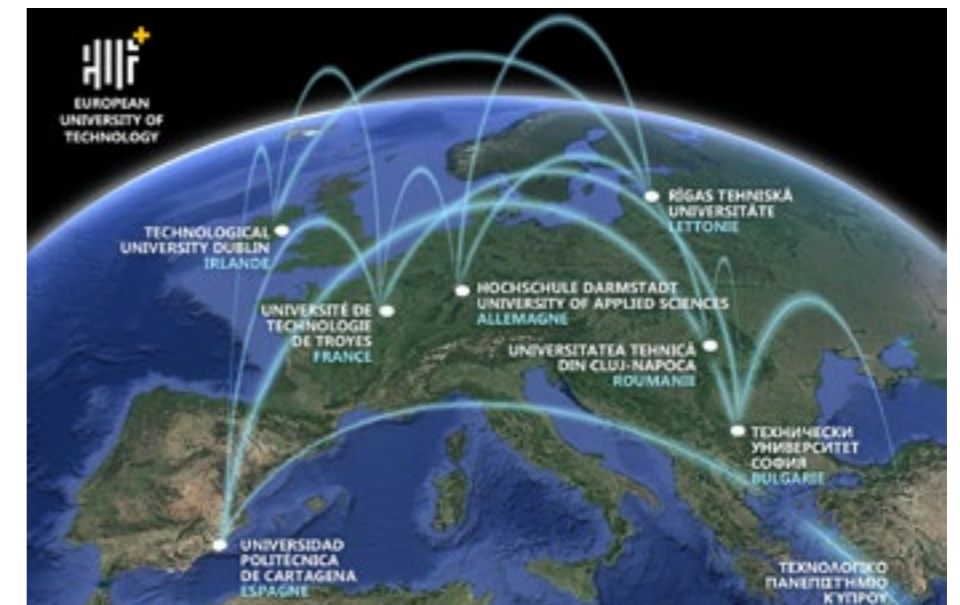 EUROPEAN
UNIVERSITY OF
TECHNOLOGY
RĪGAS TEHNISKĀ
UNIVERSITĀTE
LETTONIE
TECHNOLOGICAL
UNIVERSITY DUBLIN
IRLANDE
HOCHSCHULE DARMSTADT
UNIVERSITY OF APPLIED SCIENCES
ALLEMAGNE
UNIVERSITÉ DE
TECHNOLOGIE
DE TROYES
FRANCE
UNIVERSITATEA TEHNICĂ
DIN CLUJ-NAPOCA
ROUMANIE
ТЕХНИЧЕСКИ
УНИВЕРСИТЕТ
СОФИЯ
BULGARIE
UNIVERSIDAD
POLITÉCNICA
DE CARTAGENA
ESPAGNE
ΤΕΧΝΟΛΟΓΙΚΟ
ΠΑΝΕΠΙΣΤΗΜΙΟ
ΚΥΠΡΟΥ